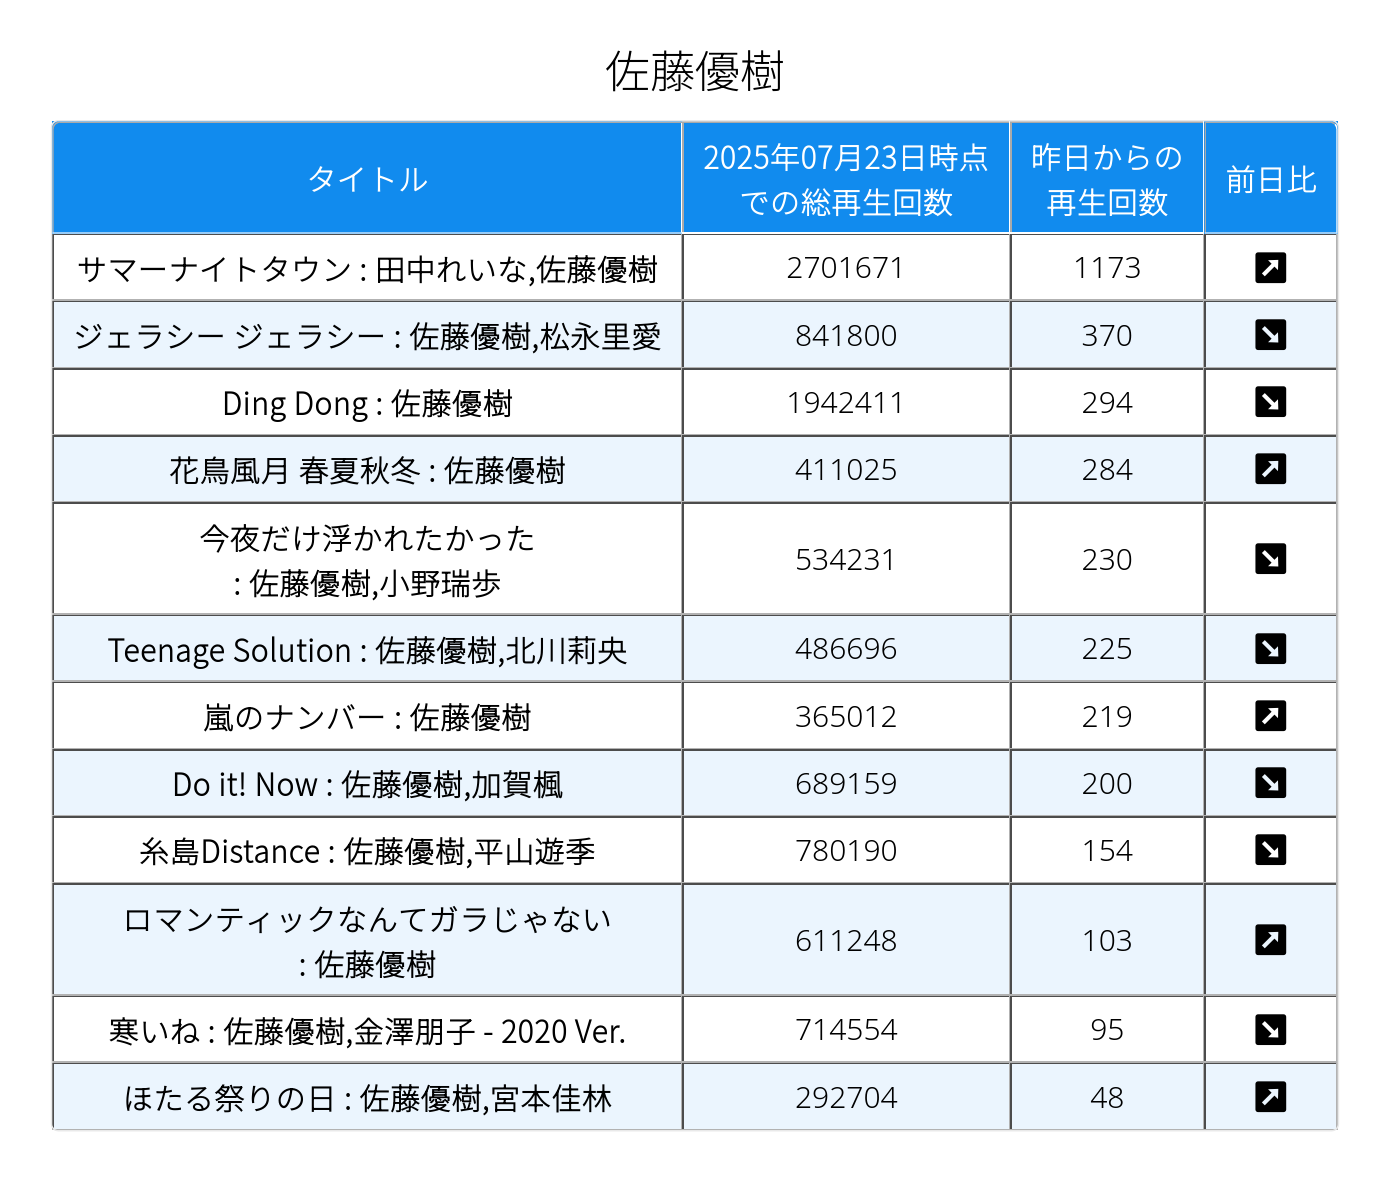 佐藤優樹
タイトル
2025年07月23日時点
での総再生回数
昨日からの
再生回数
前日比
サマーナイトタウン : 田中れいな,佐藤優樹 2701671 1173 ↗
ジェラシー ジェラシー : 佐藤優樹,松永里愛 841800 370 ↘
Ding Dong : 佐藤優樹 1942411 294 ↘
花鳥風月 春夏秋冬 : 佐藤優樹 411025 284 ↗
今夜だけ浮かれたかった
: 佐藤優樹,小野瑞歩 534231 230 ↘
Teenage Solution : 佐藤優樹,北川莉央 486696 225 ↘
嵐のナンバー : 佐藤優樹 365012 219 ↗
Do it! Now : 佐藤優樹,加賀楓 689159 200 ↘
糸島Distance : 佐藤優樹,平山遊季 780190 154 ↘
ロマンティックなんてガラじゃない
: 佐藤優樹 611248 103 ↗
寒いね : 佐藤優樹,金澤朋子 - 2020 Ver. 714554 95 ↘
ほたる祭りの日 : 佐藤優樹,宮本佳林 292704 48 ↗